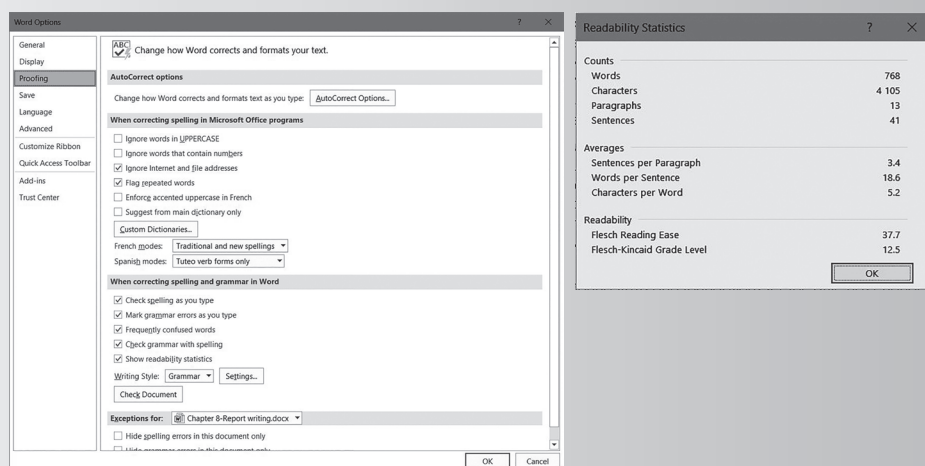 Word Options ? ×
General
Display
Proofing
Save
Language
Advanced
Customize Ribbon
Quick Access Toolbar
Add-ins
Trust Center
ABC
Change how Word corrects and formats your text.
AutoCorrect options
Change how Word corrects and formats text as you type: AutoCorrect Options...
When correcting spelling in Microsoft Office programs
Ignore words in UPPERCASE
Ignore words that contain numbers
Ignore Internet and file addresses
Flag repeated words
Enforce accented uppercase in French
Suggest from main dictionary only
Custom Dictionaries...
French modes: Traditional and new spellings
Spanish modes: Tuteo verb forms only
When correcting spelling and grammar in Word
Check spelling as you type
Mark grammar errors as you type
Frequently confused words
Check grammar with spelling
Show readability statistics
Writing Style: Grammar Settings...
Check Document
Exceptions for: Chapter 8-Report writing.docx
Hide spelling errors in this document only
Hide grammar errors in this document only
OK Cancel
Readability Statistics ? ×
Counts
Words 768
Characters 4 105
Paragraphs 13
Sentences 41
Averages
Sentences per Paragraph 3.4
Words per Sentence 18.6
Characters per Word 5.2
Readability
Flesch Reading Ease 37.7
Flesch-Kincaid Grade Level 12.5
OK